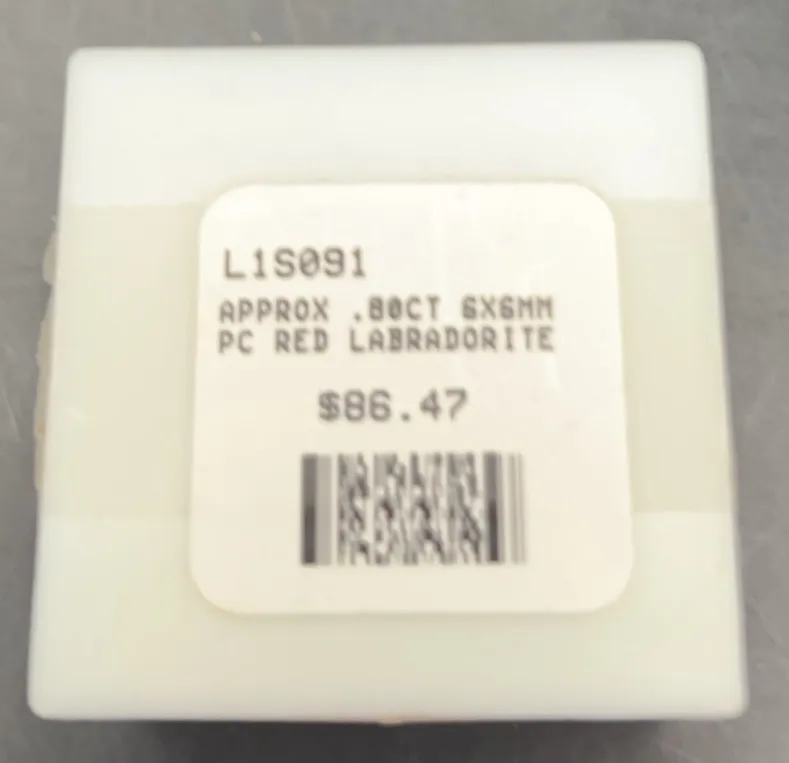 L1S091
APPROX .80CT 6X6MM
PC RED LABRADORITE
$86.47